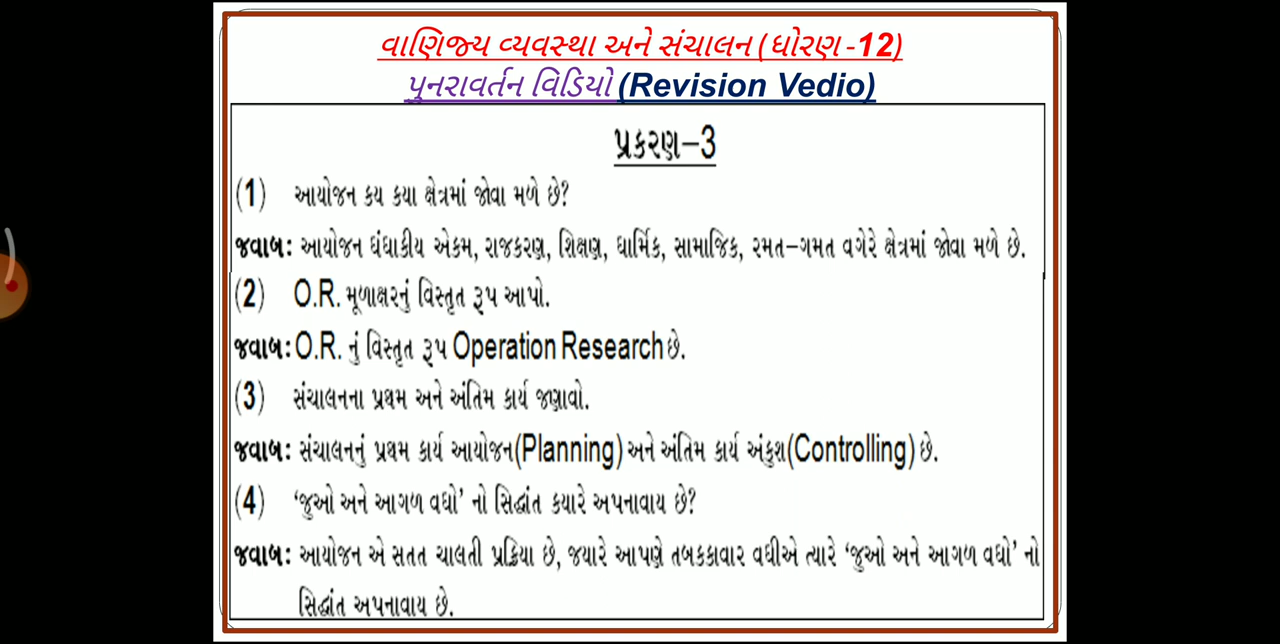 વાણિજ્ય વ્યવસ્થા અને સંચાલન (ધોરણ -12)
પુનરાવર્તન વિડિયો (Revision Vedio)
પ્રકરણ-3
(1) આયોજન કય કયા ક્ષેત્રમાં જોવા મળે છે?
જવાબ: આયોજન ધંધાકીય એકમ, રાજકરણ, શિક્ષણ, ધાર્મિક, સામાજિક, રમત-ગમત વગેરે ક્ષેત્રમાં જોવા મળે છે.
(2) O.R. મૂળાક્ષરનું વિસ્તૃત રૂપ આપો.
જવાબ: O.R. નું વિસ્તૃત રૂપ Operation Research છે.
(3) સંચાલનના પ્રથમ અને અંતિમ કાર્ય જણાવો.
જવાબ: સંચાલનનું પ્રથમ કાર્ય આયોજન(Planning) અને અંતિમ કાર્ય અંકુશ(Controlling) છે.
(4) ‘જુઓ અને આગળ વધો’ નો સિદ્ધાંત કયારે અપનાવાય છે?
જવાબ: આયોજન એ સતત ચાલતી પ્રક્રિયા છે, જયારે આપણે તબકકાવાર વધીએ ત્યારે ‘જુઓ અને આગળ વધો’ નો
સિદ્ધાંત અપનાવાય છે.